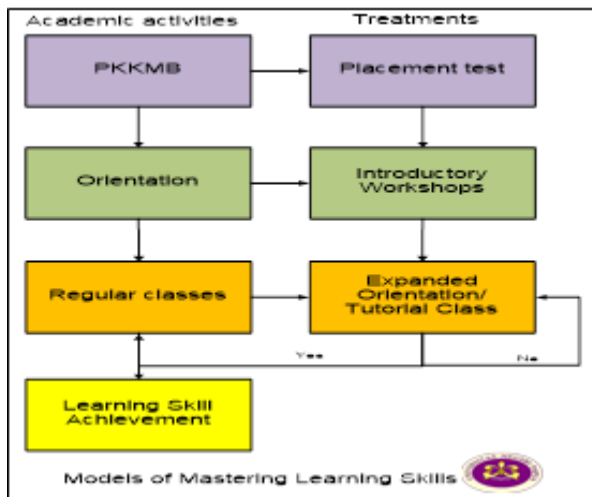 Academic activities
Treatments
PKKMB
Placement test
Orientation
Introductory
Workshops
Regular classes
Expanded
Orientation/
Tutorial Class
Yes
No
Learning Skill
Achievement
Models of Mastering Learning Skills